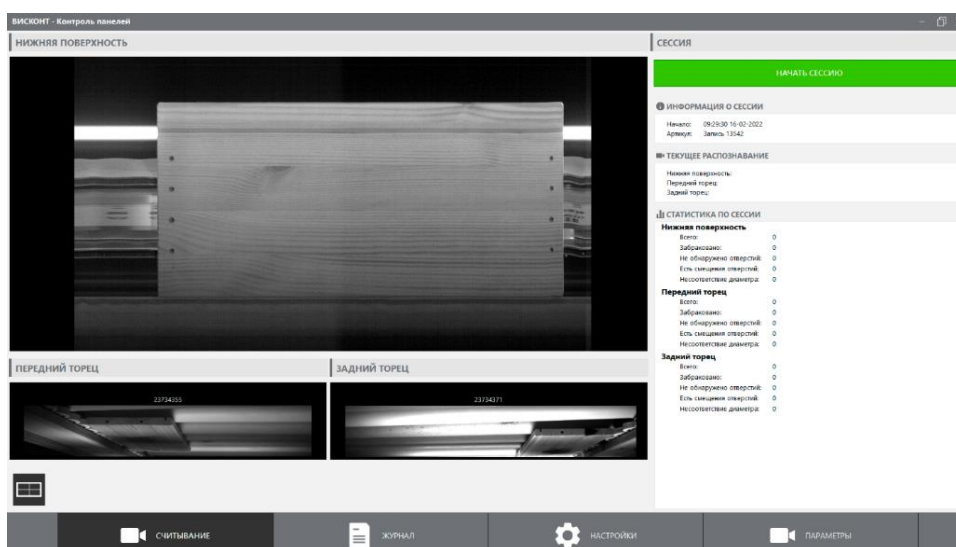 ВИСКОНТ - Контроль панелей
НИЖНЯЯ ПОВЕРХНОСТЬ
СЕССИЯ
НАЧАТЬ СЕССИЮ
ИНФОРМАЦИЯ О СЕССИИ
Начало: 09:29:30 16-02-2022
Артикул: Запись 13542
ТЕКУЩЕЕ РАСПОЗНАВАНИЕ
Нижняя поверхность:
Передний торец:
Задний торец:
СТАТИСТИКА ПО СЕССИИ
Нижняя поверхность
Всего: 0
Забраковано: 0
Не обнаружено отверстий: 0
Есть смещения отверстий: 0
Несоответствие диаметра: 0
Передний торец
Всего: 0
Забраковано: 0
Не обнаружено отверстий: 0
Есть смещения отверстий: 0
Несоответствие диаметра: 0
Задний торец
Всего: 0
Забраковано: 0
Не обнаружено отверстий: 0
Есть смещения отверстий: 0
Несоответствие диаметра: 0
ПЕРЕДНИЙ ТОРЕЦ
ЗАДНИЙ ТОРЕЦ
23734355
23734371
СЧИТЫВАНИЕ
ЖУРНАЛ
НАСТРОЙКИ
ПАРАМЕТРЫ